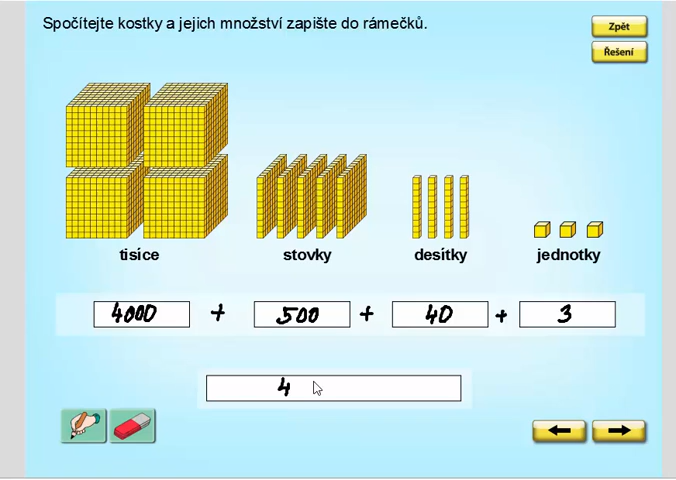 Spočítejte kostky a jejich množství zapište do rámečků.
Zpět
Řešení
tisíce stovky desítky jednotky
4000 + 500 + 40 + 3
4